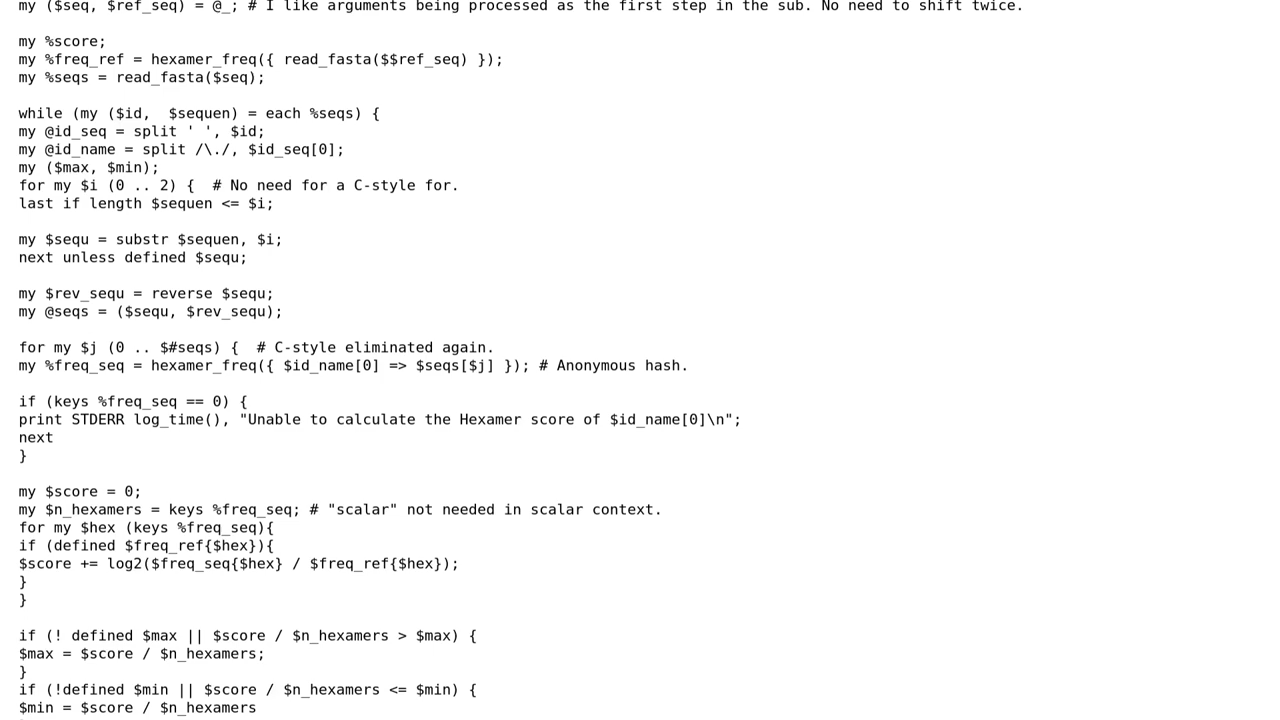 my ($seq, $ref_seq) = @_; # I like arguments being processed as the first step in the sub. No need to shift twice.
my %score;
my %freq_ref = hexamer_freq({ read_fasta($$ref_seq) });
my %seqs = read_fasta($seq);
while (my ($id,  $sequen) = each %seqs) {
my @id_seq = split ' ', $id;
my @id_name = split /\./, $id_seq[0];
my ($max, $min);
for my $i (0 .. 2) {  # No need for a C-style for.
last if length $sequen <= $i;
my $sequ = substr $sequen, $i;
next unless defined $sequ;
my $rev_sequ = reverse $sequ;
my @seqs = ($sequ, $rev_sequ);
for my $j (0 .. $#seqs) {  # C-style eliminated again.
my %freq_seq = hexamer_freq({ $id_name[0] => $seqs[$j] }); # Anonymous hash.
if (keys %freq_seq == 0) {
print STDERR log_time(), "Unable to calculate the Hexamer score of $id_name[0]\n";
next
}
my $score = 0;
my $n_hexamers = keys %freq_seq; # "scalar" not needed in scalar context.
for my $hex (keys %freq_seq){
if (defined $freq_ref{$hex}){
$score += log2($freq_seq{$hex} / $freq_ref{$hex});
}
}
if (! defined $max || $score / $n_hexamers > $max) {
$max = $score / $n_hexamers;
}
if (!defined $min || $score / $n_hexamers <= $min) {
$min = $score / $n_hexamers